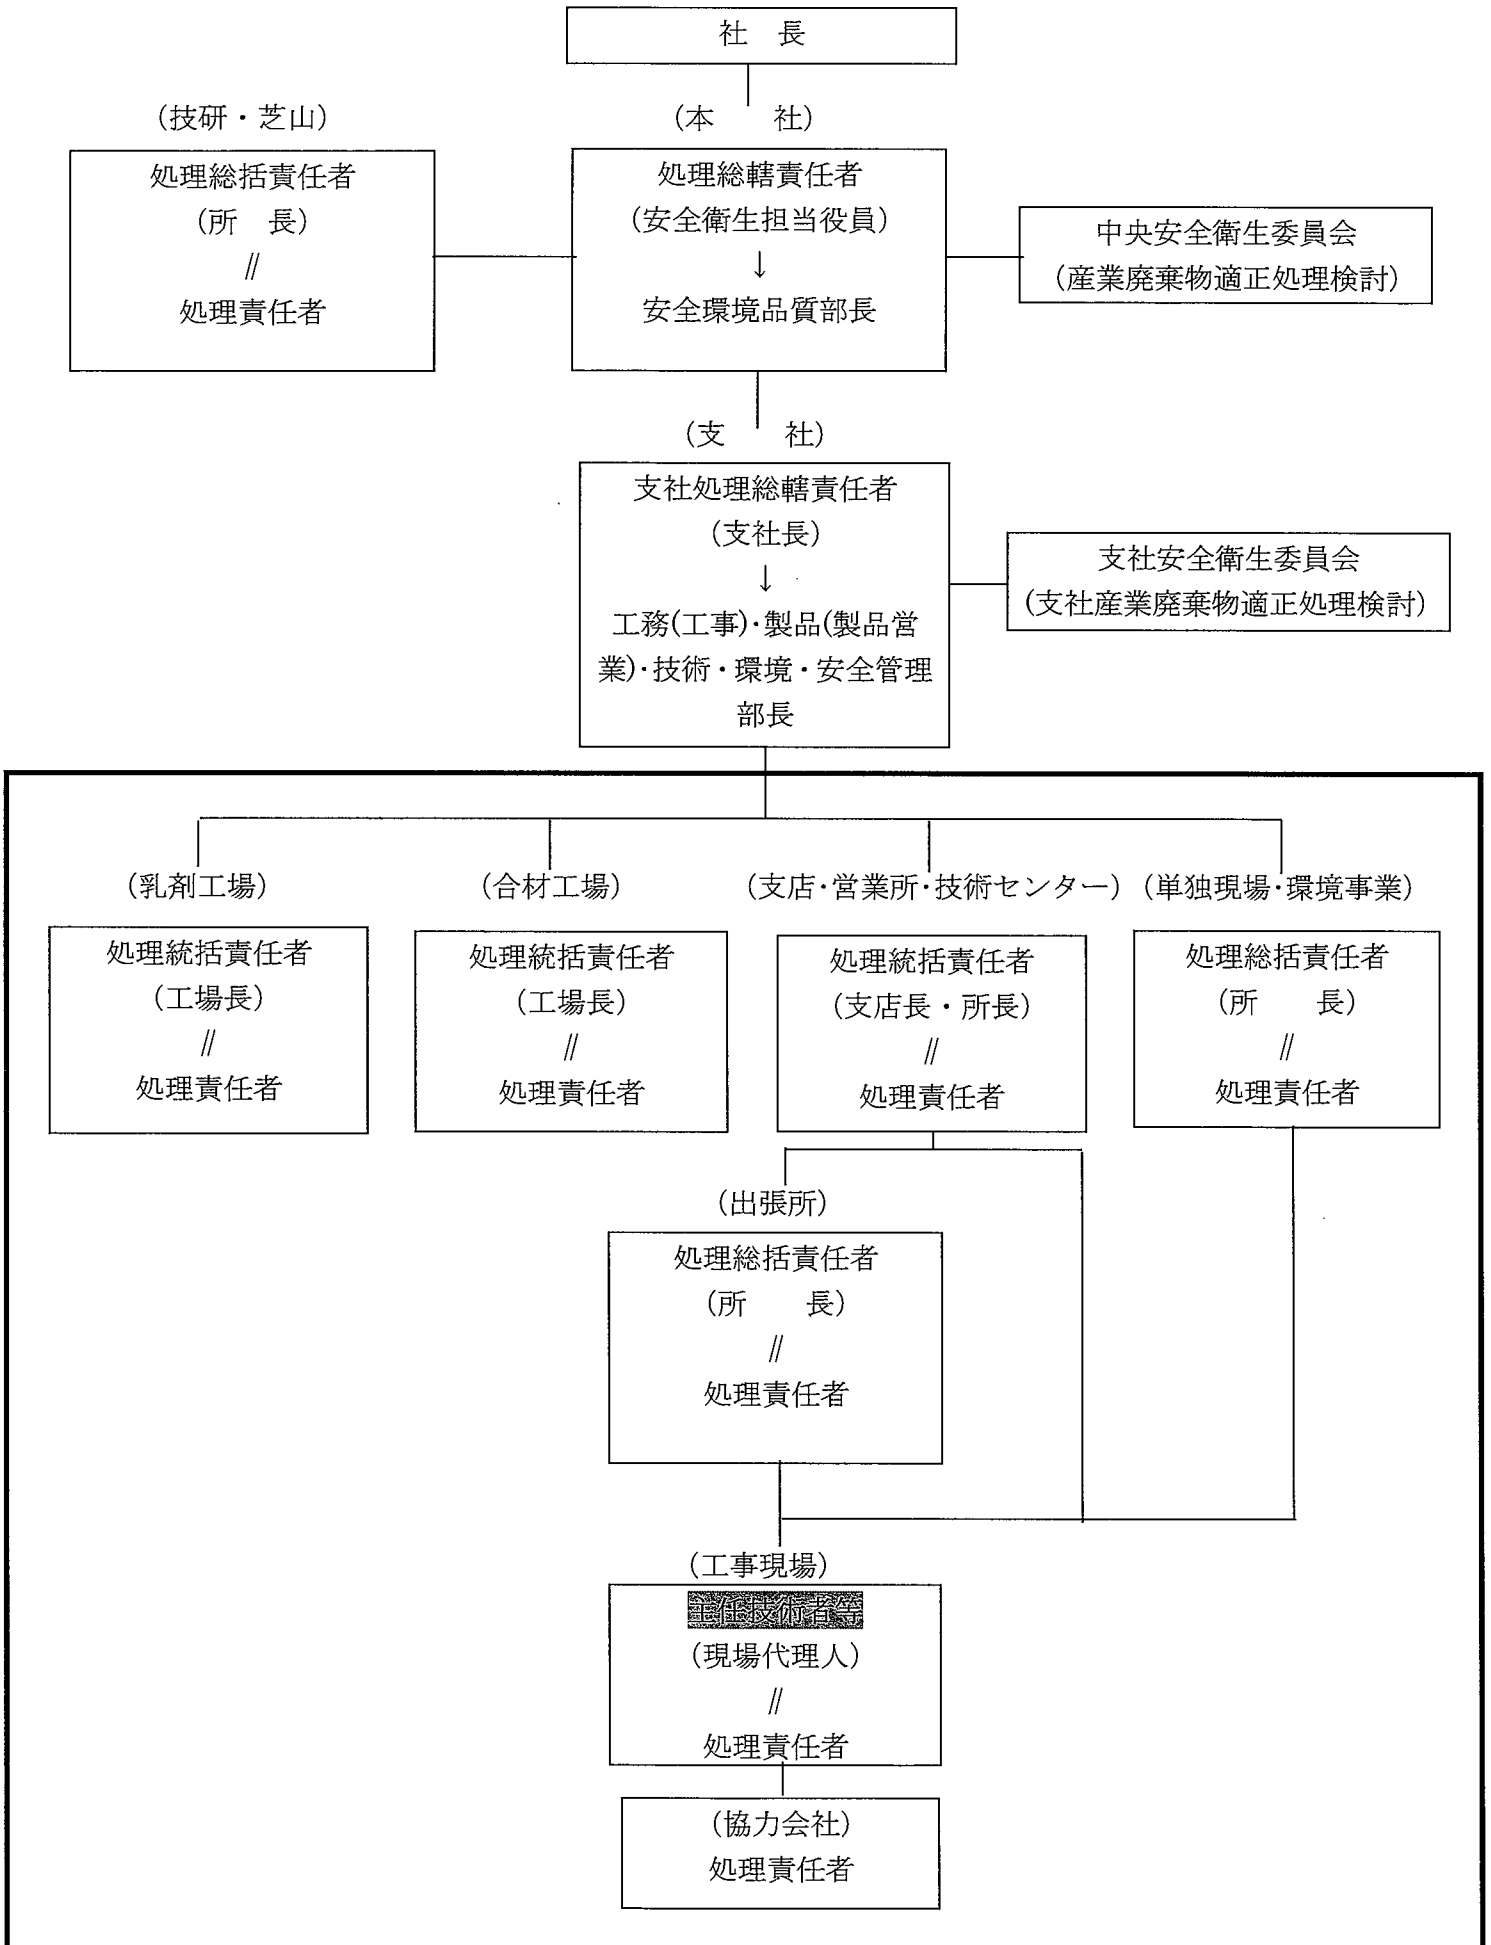 社　長
(技研・芝山)
(本　　社)
処理総括責任者
(所　長)
〃
処理責任者
処理総轄責任者
(安全衛生担当役員)
↓
安全環境品質部長
中央安全衛生委員会
(産業廃棄物適正処理検討)
(支　　社)
支社処理総轄責任者
(支社長)
↓
工務(工事)・製品(製品営
業)・技術・環境・安全管理
部長
支社安全衛生委員会
(支社産業廃棄物適正処理検討)
(乳剤工場)
(合材工場)
(支店・営業所・技術センター)
(単独現場・環境事業)
処理統括責任者
(工場長)
〃
処理責任者
処理統括責任者
(工場長)
〃
処理責任者
処理統括責任者
(支店長・所長)
〃
処理責任者
処理総括責任者
(所　　長)
〃
処理責任者
(出張所)
処理総括責任者
(所　　長)
〃
処理責任者
(工事現場)
主任技術者等
(現場代理人)
〃
処理責任者
(協力会社)
処理責任者